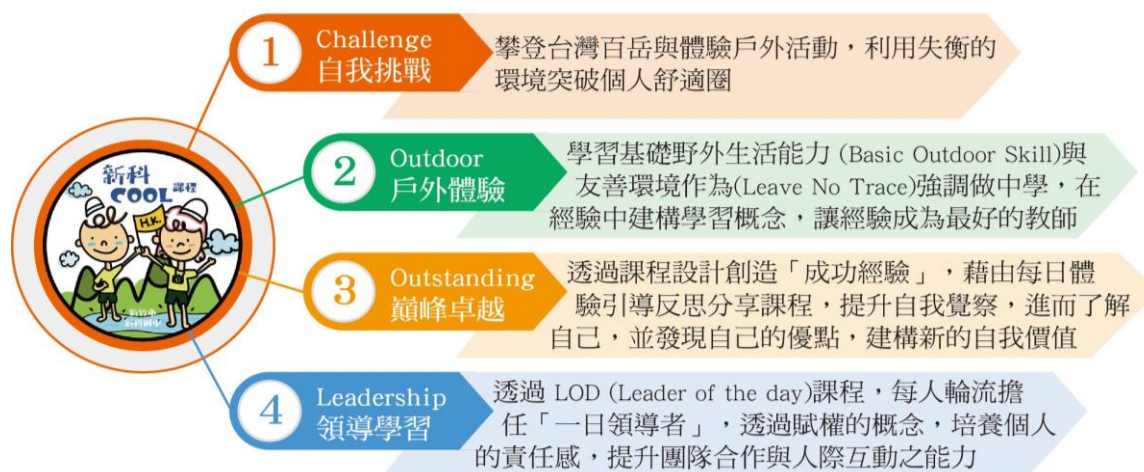 新科
COOL 課程
H.K.
新竹市
新科國中
1
Challenge
自我挑戰
攀登台灣百岳與體驗戶外活動，利用失衡的
環境突破個人舒適圈
2
Outdoor
戶外體驗
學習基礎野外生活能力 (Basic Outdoor Skill)與
友善環境作為(Leave No Trace)強調做中學，在
經驗中建構學習概念，讓經驗成為最好的教師
3
Outstanding
巔峰卓越
透過課程設計創造「成功經驗」，藉由每日體
驗引導反思分享課程，提升自我覺察，進而了解
自己，並發現自己的優點，建構新的自我價值
4
Leadership
領導學習
透過 LOD (Leader of the day)課程，每人輪流擔
任「一日領導者」，透過賦權的概念，培養個人
的責任感，提升團隊合作與人際互動之能力